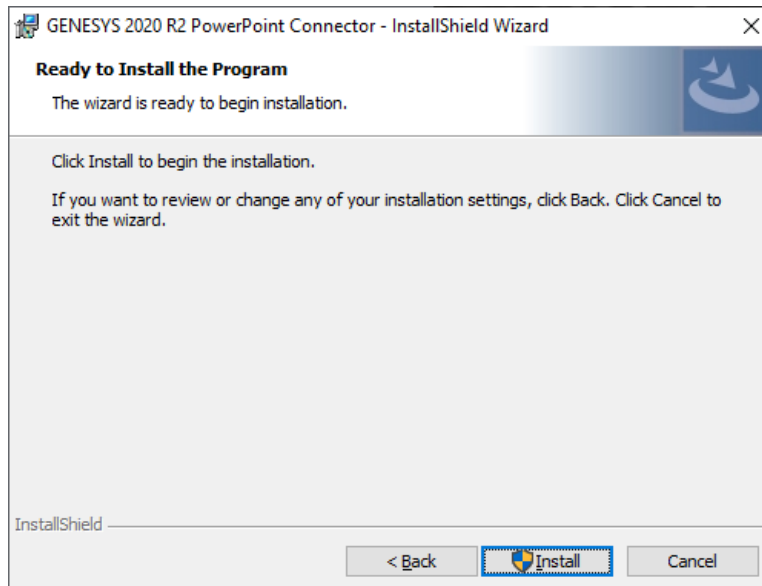 GENESYS 2020 R2 PowerPoint Connector - InstallShield Wizard
Ready to Install the Program
The wizard is ready to begin installation.
Click Install to begin the installation.
If you want to review or change any of your installation settings, click Back. Click Cancel to
exit the wizard.
InstallShield
< Back
Install
Cancel